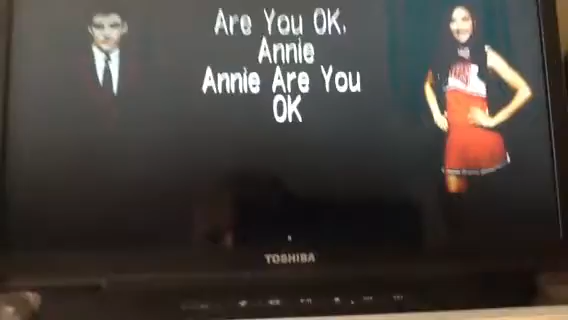 Are You OK,
Annie
Annie Are You
OK
TOSHIBA